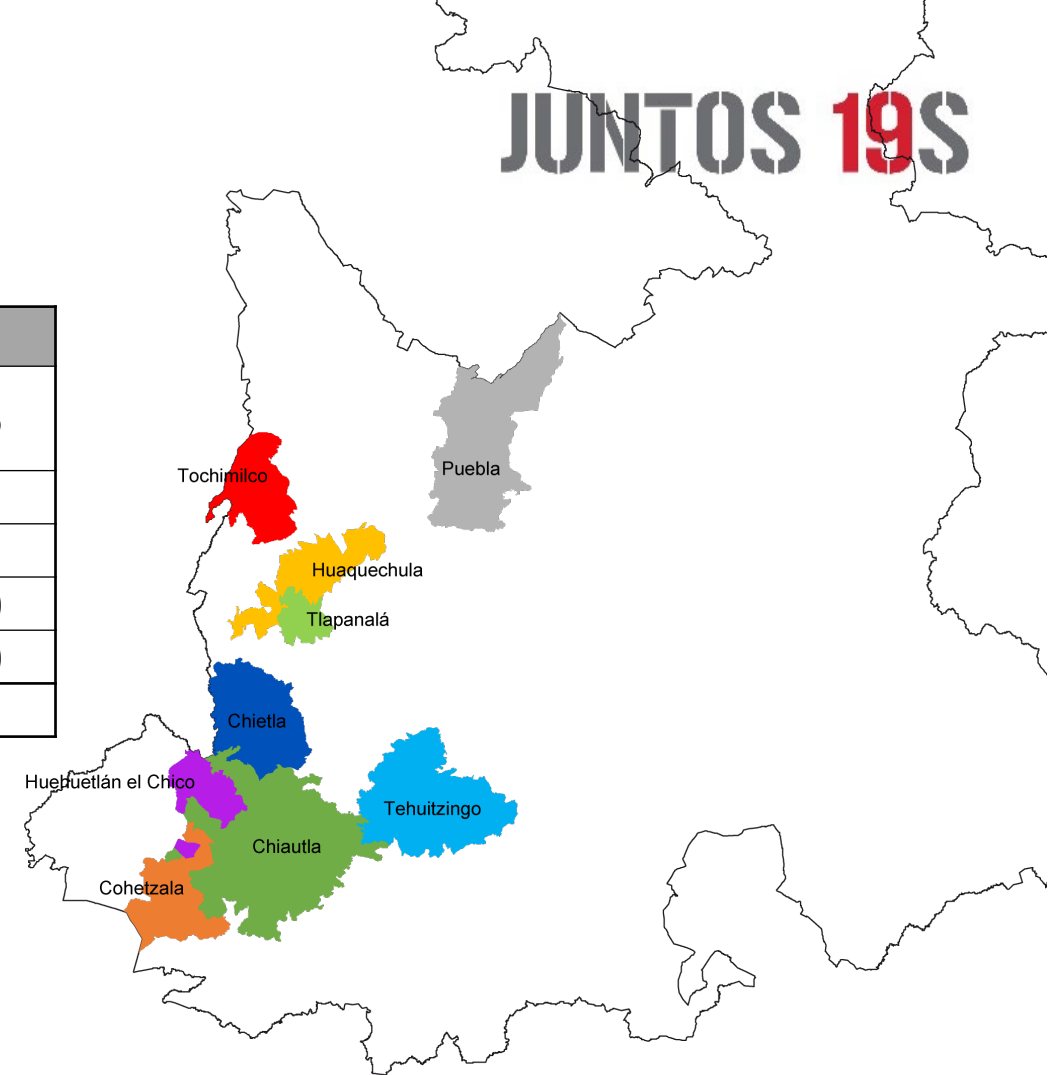 JUNTOS 19S
Tochimilco
Puebla
Huaquechula
Tlapanalá
Chietla
Huehuetlán el Chico
Tehuitzingo
Chiautla
Cohetzala